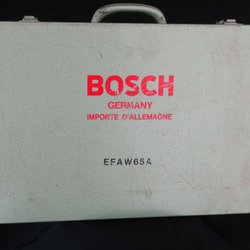 BOSCH
GERMANY
IMPORTE D'ALLEMAGNE
EFAW65A